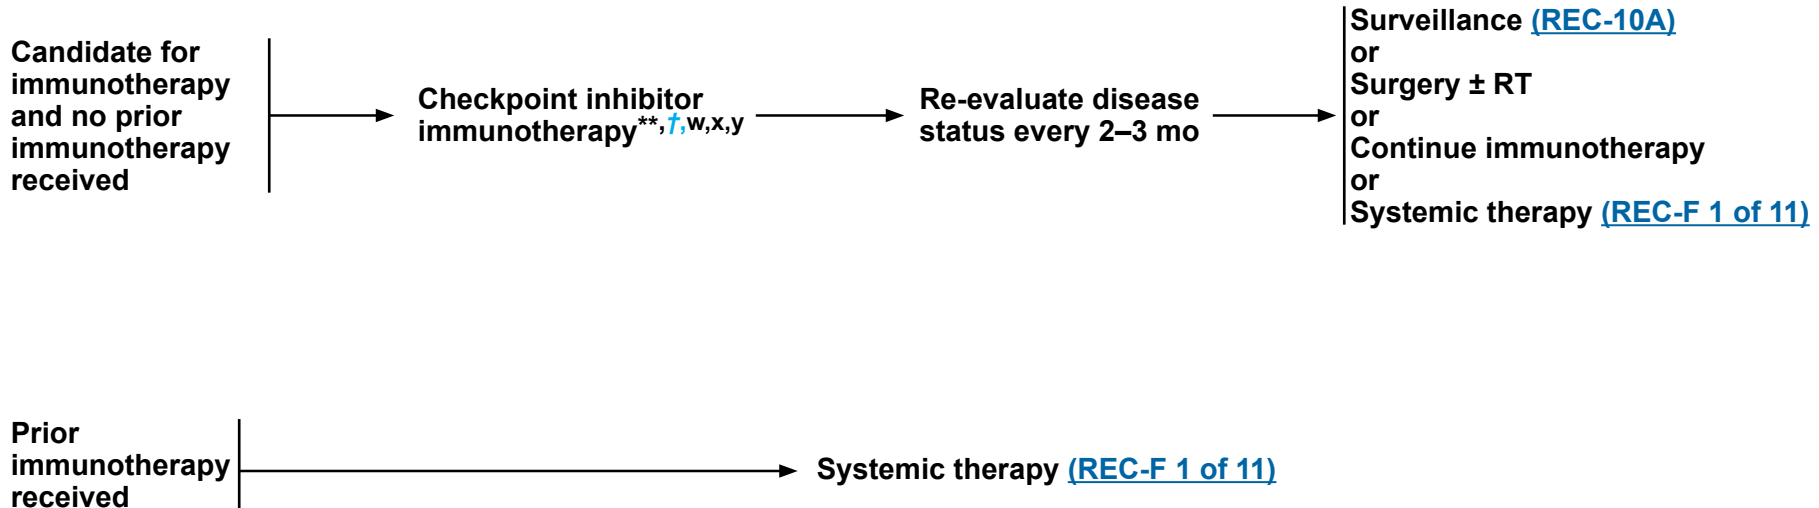 Candidate for
immunotherapy
and no prior
immunotherapy
received
Checkpoint inhibitor
immunotherapy**,†,w,x,y
Re-evaluate disease
status every 2–3 mo
Surveillance (REC-10A)
or
Surgery ± RT
or
Continue immunotherapy
or
Systemic therapy (REC-F 1 of 11)
Prior
immunotherapy
received
Systemic therapy (REC-F 1 of 11)